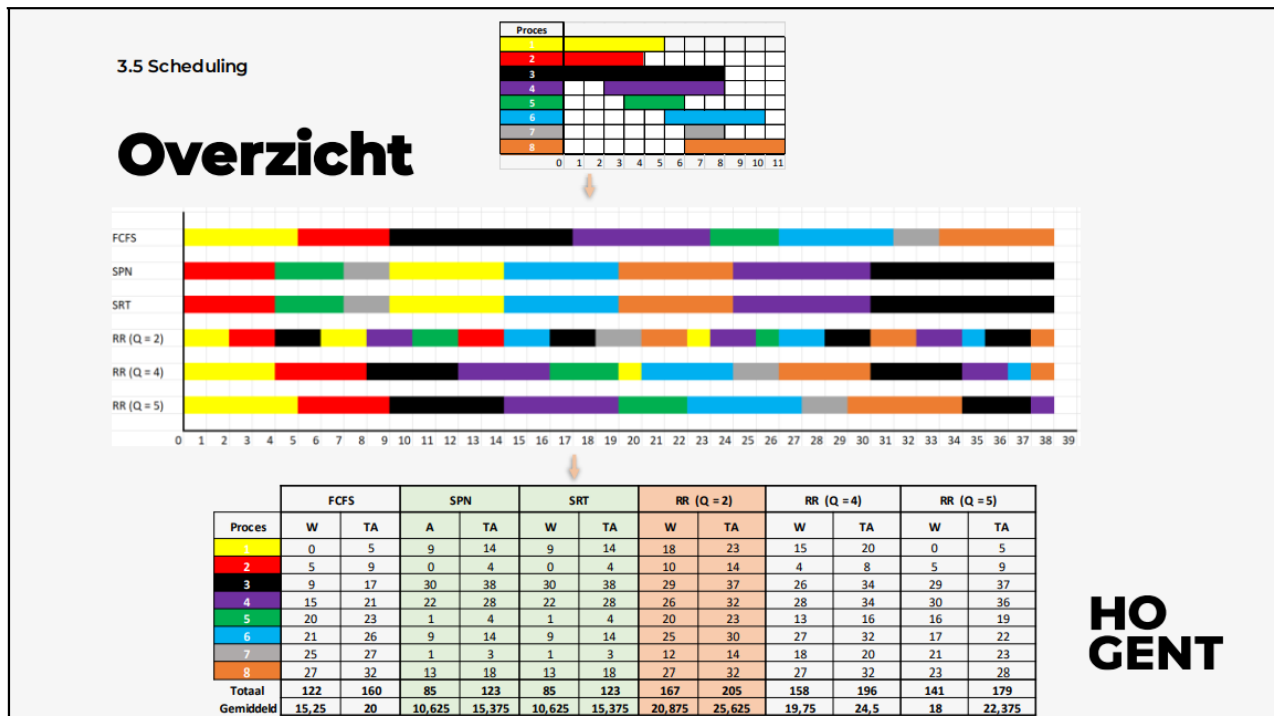 Proces
1
3.5 Scheduling
2
3
4
5
6
7
8
0 1 2 3 4 5 6 7 8 9 10 11
Overzicht
FCFS
SPN
SRT
RR (Q = 2)
RR (Q = 4)
RR (Q = 5)
0 1 2 3 4 5 6 7 8 9 10 11 12 13 14 15 16 17 18 19 20 21 22 23 24 25 26 27 28 29 30 31 32 33 34 35 36 37 38 39
FCFS SPN SRT RR (Q = 2) RR (Q = 4) RR (Q = 5)
Proces W TA A TA W TA W TA W TA W TA
1 0 5 9 14 9 14 18 23 15 20 0 5
2 5 9 0 4 0 4 10 14 4 8 5 9
3 9 17 30 38 30 38 29 37 26 34 29 37
4 15 21 22 28 22 28 26 32 28 34 30 36
5 20 23 1 4 1 4 20 23 13 16 16 19
6 21 26 9 14 9 14 25 30 27 32 17 22
7 25 27 1 3 1 3 12 14 18 20 21 23
8 27 32 13 18 13 18 27 32 27 32 23 28
Totaal 122 160 85 123 85 123 167 205 158 196 141 179
Gemiddeld 15,25 20 10,625 15,375 10,625 15,375 20,875 25,625 19,75 24,5 18 22,375
HO
GENT